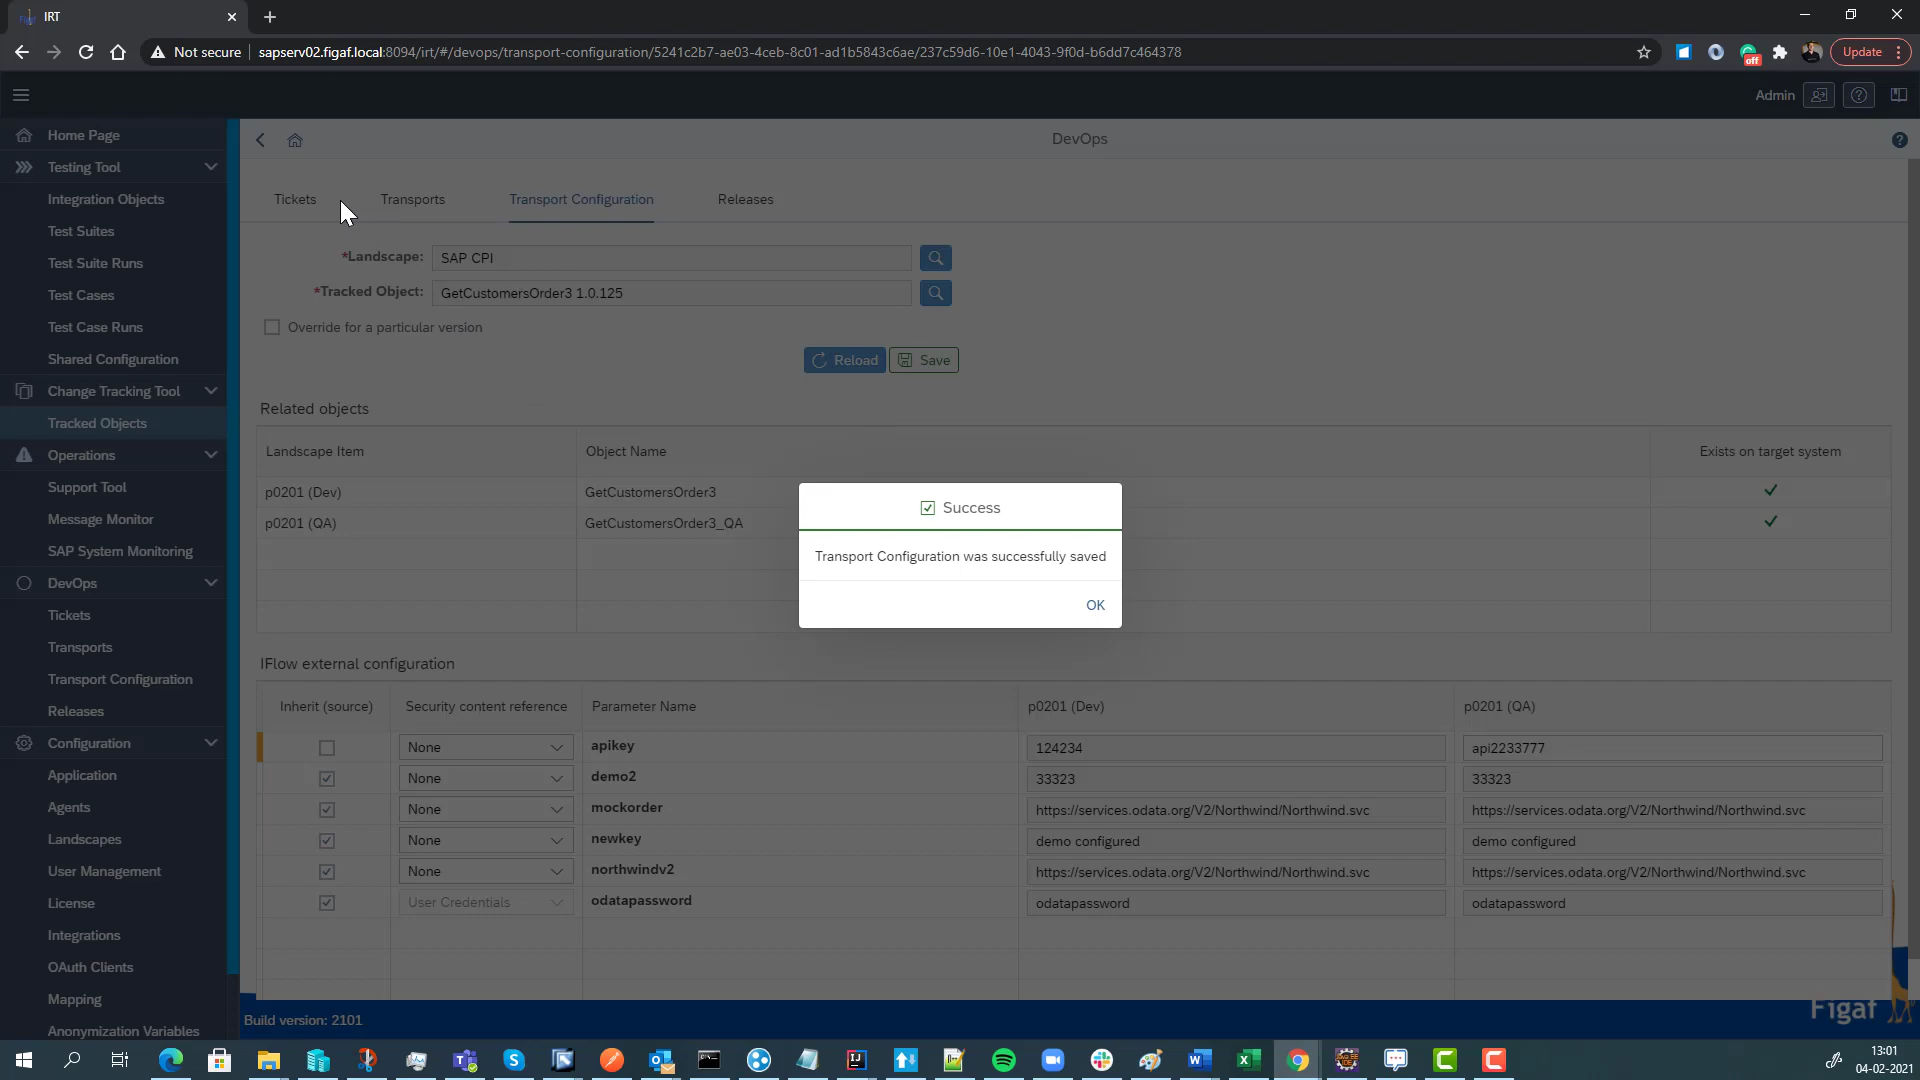 IRT
Not secure
sapserv02.figaf.local:8094/irt/#/devops/transport-configuration/5241c2b7-ae03-4ceb-8c01-ad1b5843c6ae/237c59d6-10e1-4043-9f0d-b6dd7c464378
off
Update
Admin
Home Page
Testing Tool
Integration Objects
Test Suites
Test Suite Runs
Test Cases
Test Case Runs
Shared Configuration
Change Tracking Tool
Tracked Objects
Operations
Support Tool
Message Monitor
SAP System Monitoring
DevOps
Tickets
Transports
Transport Configuration
Releases
Configuration
Application
Agents
Landscapes
User Management
License
Integrations
OAuth Clients
Mapping
Anonymization Variables
DevOps
Tickets
Transports
Transport Configuration
Releases
*Landscape: SAP CPI
*Tracked Object: GetCustomersOrder3 1.0.125
Override for a particular version
Reload Save
Related objects
Landscape Item Object Name Exists on target system
p0201 (Dev) GetCustomersOrder3
p0201 (QA) GetCustomersOrder3_QA
Success
Transport Configuration was successfully saved
OK
IFlow external configuration
Inherit (source) Security content reference Parameter Name p0201 (Dev) p0201 (QA)
None apikey 124234 api2233777
None demo2 33323 33323
None mockorder https://services.odata.org/V2/Northwind/Northwind.svc https://services.odata.org/V2/Northwind/Northwind.svc
None newkey demo configured demo configured
None northwindv2 https://services.odata.org/V2/Northwind/Northwind.svc https://services.odata.org/V2/Northwind/Northwind.svc
User Credentials odatapassword odatapassword odatapassword
Figaf
Build version: 2101
13:01
04-02-2021